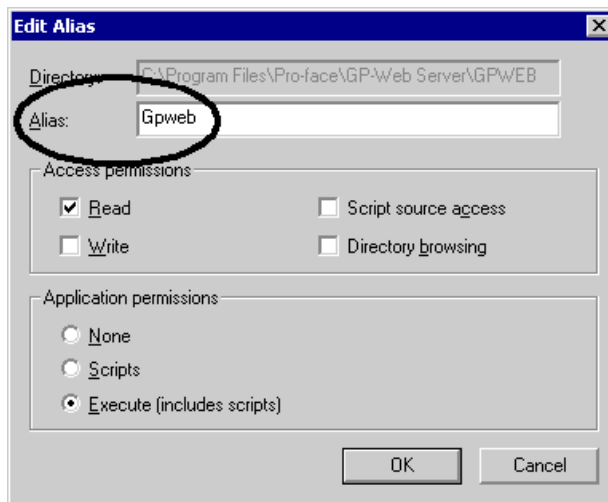 Edit Alias
Directory: C:\Program Files\Pro-face\GP-Web Server\GPWEB
Alias: Gpweb
Access permissions
Read Script source access
Write Directory browsing
Application permissions
None
Scripts
Execute (includes scripts)
OK Cancel